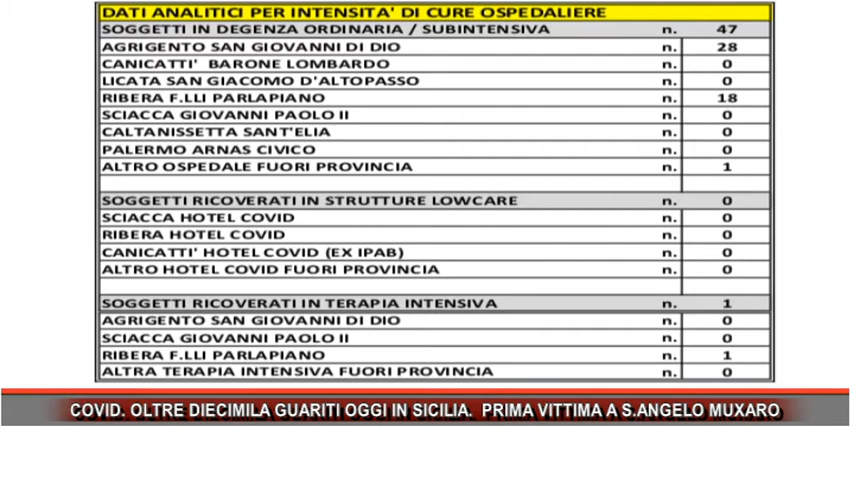 DATI ANALITICI PER INTENSITA' DI CURE OSPEDALIERE
SOGGETTI IN DEGENZA ORDINARIA / SUBINTENSIVA n. 47
AGRIGENTO SAN GIOVANNI DI DIO n. 28
CANICATTI' BARONE LOMBARDO n. 0
LICATA SAN GIACOMO D'ALTOPASSO n. 0
RIBERA F.LLI PARLAPIANO n. 18
SCIACCA GIOVANNI PAOLO II n. 0
CALTANISSETTA SANT'ELIA n. 0
PALERMO ARNAS CIVICO n. 0
ALTRO OSPEDALE FUORI PROVINCIA n. 1
SOGGETTI RICOVERATI IN STRUTTURE LOWCARE n. 0
SCIACCA HOTEL COVID n. 0
RIBERA HOTEL COVID n. 0
CANICATTI' HOTEL COVID (EX IPAB) n. 0
ALTRO HOTEL COVID FUORI PROVINCIA n. 0
SOGGETTI RICOVERATI IN TERAPIA INTENSIVA n. 1
AGRIGENTO SAN GIOVANNI DI DIO n. 0
SCIACCA GIOVANNI PAOLO II n. 0
RIBERA F.LLI PARLAPIANO n. 1
ALTRA TERAPIA INTENSIVA FUORI PROVINCIA n. 0
COVID. OLTRE DIECIMILA GUARITI OGGI IN SICILIA. PRIMA VITTIMA A S.ANGELO MUXARO